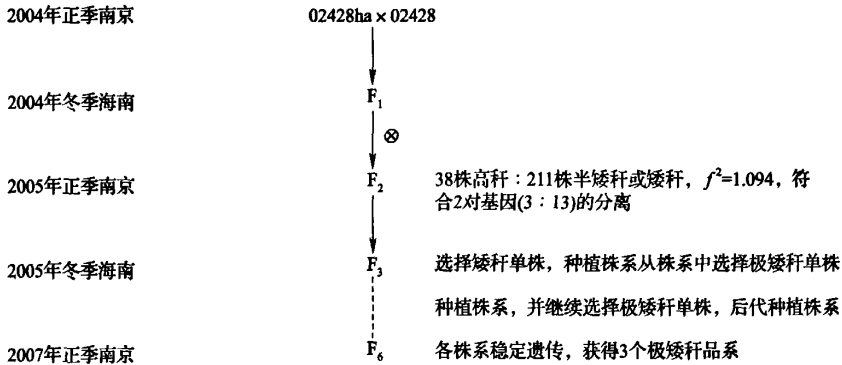 2004年正季南京 02428ha × 02428
2004年冬季海南 F₁
⊗
2005年正季南京 F₂ 38株高秆：211株半矮秆或矮秆，f²=1.094，符
合2对基因(3：13)的分离
2005年冬季海南 F₃ 选择矮秆单株，种植株系从株系中选择极矮秆单株
种植株系，并继续选择极矮秆单株，后代种植株系
2007年正季南京 F₆ 各株系稳定遗传，获得3个极矮秆品系